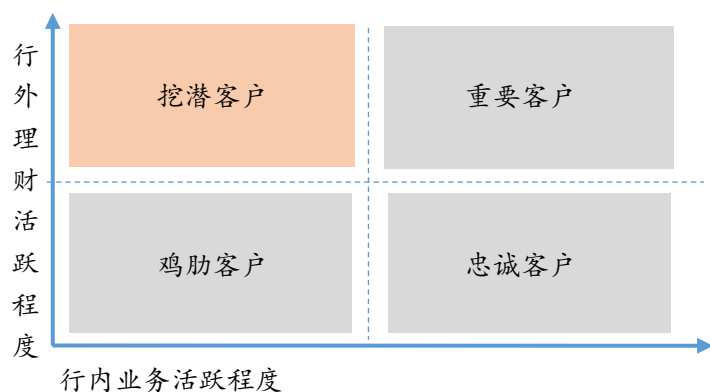 行外理财活跃程度
挖潜客户
重要客户
鸡肋客户
忠诚客户
行内业务活跃程度